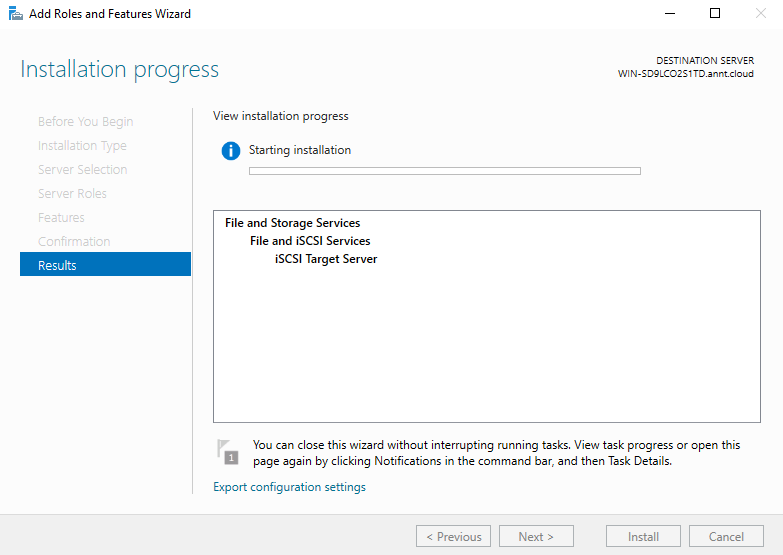 Add Roles and Features Wizard
Installation progress
DESTINATION SERVER
WIN-SD9LCO2S1TD.annt.cloud
Before You Begin
Installation Type
Server Selection
Server Roles
Features
Confirmation
Results
View installation progress
Starting installation
File and Storage Services
File and iSCSI Services
iSCSI Target Server
1
You can close this wizard without interrupting running tasks. View task progress or open this
page again by clicking Notifications in the command bar, and then Task Details.
Export configuration settings
< Previous
Next >
Install
Cancel